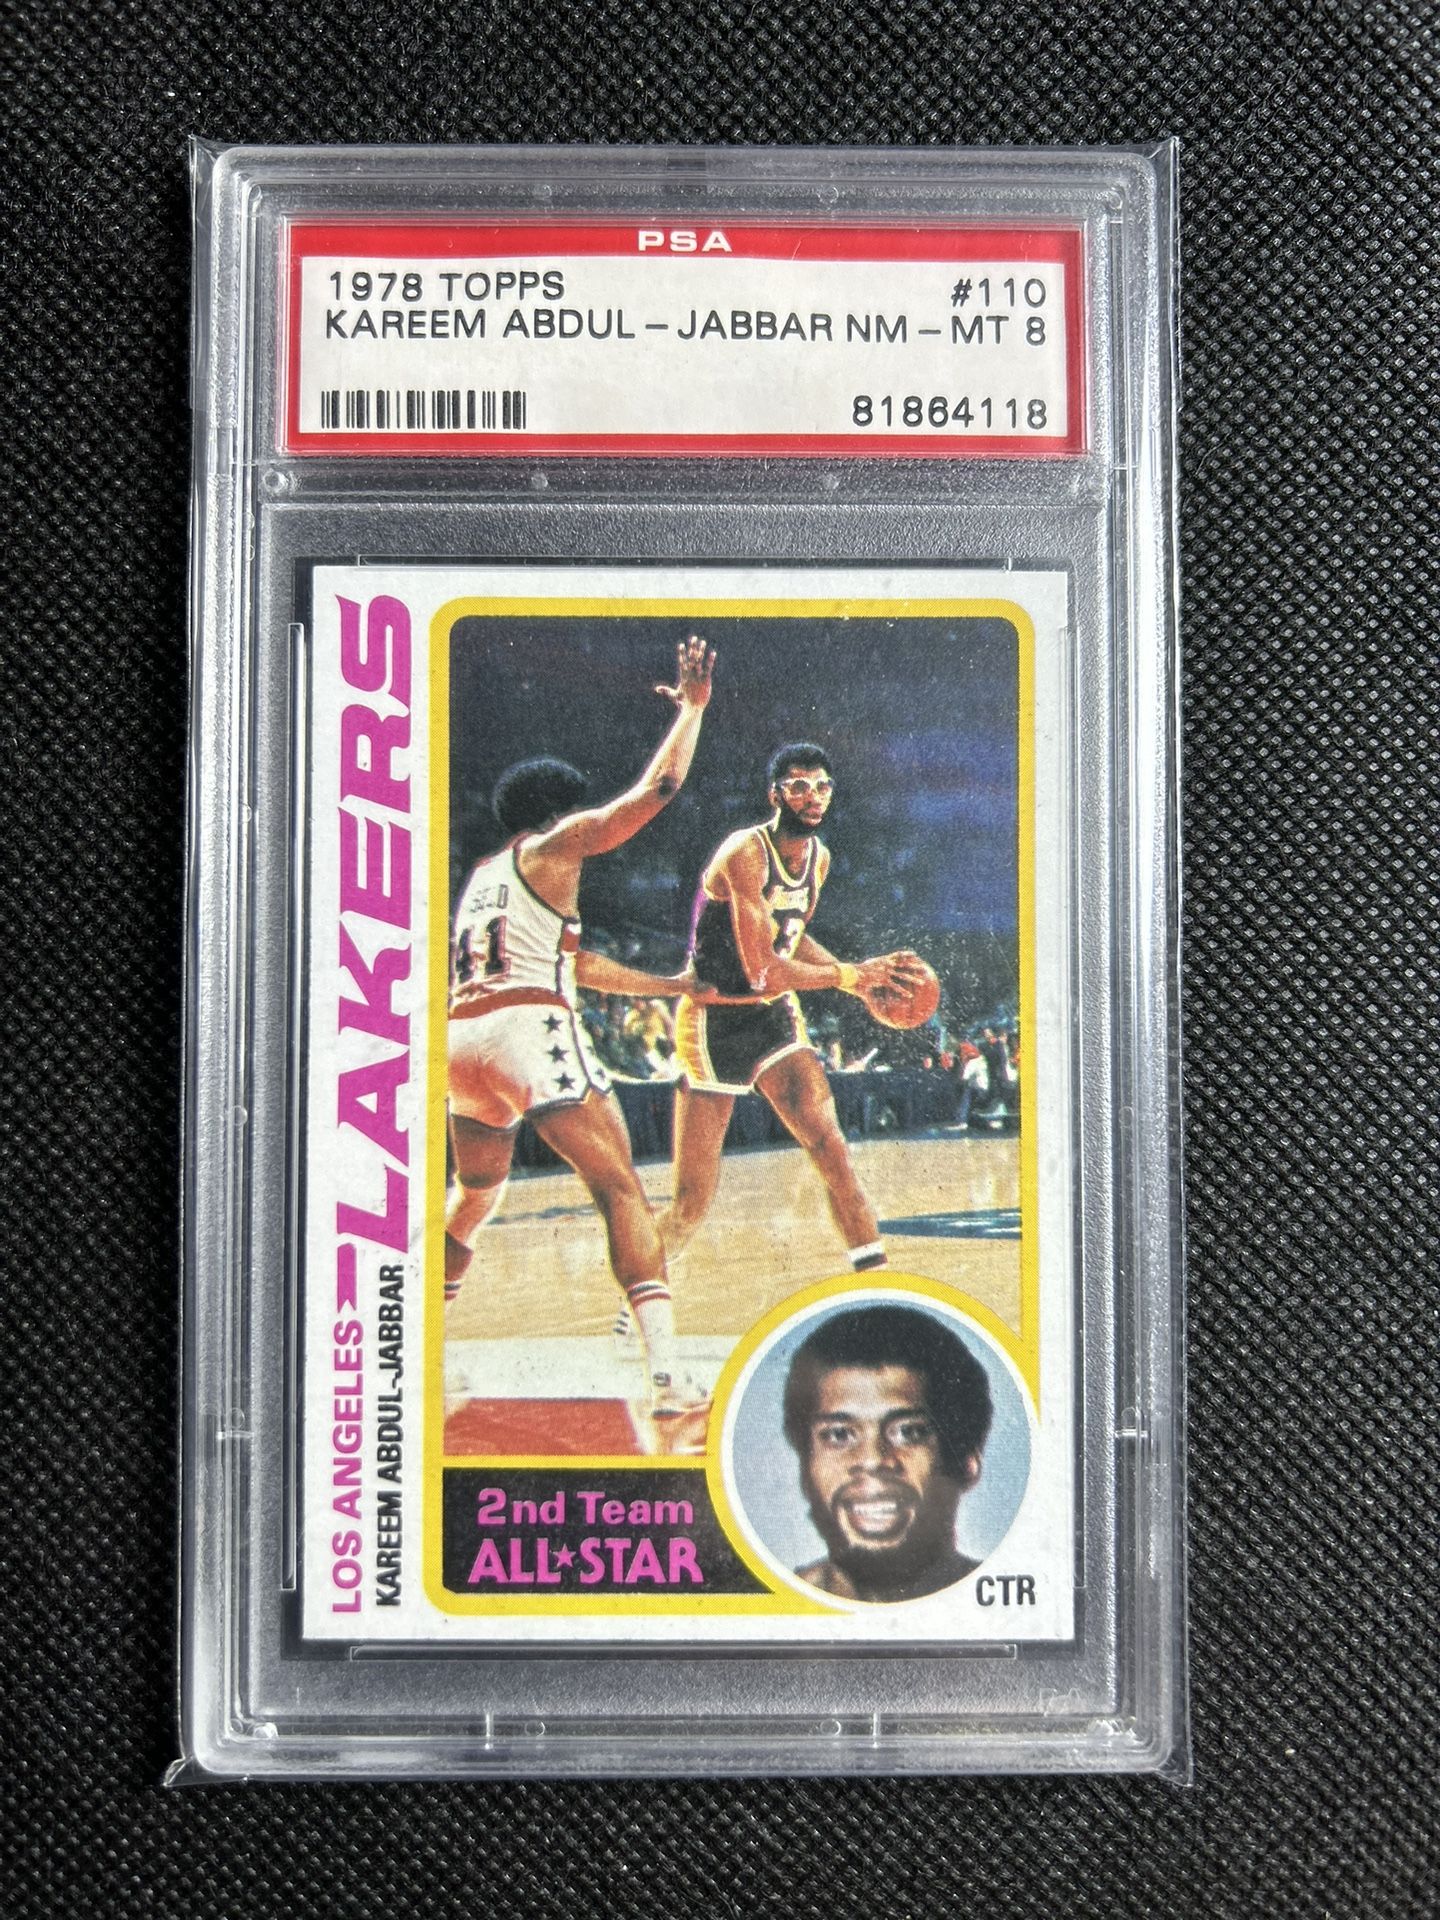 PSA
1978 TOPPS #110
KAREEM ABDUL-JABBAR NM-MT 8
81864118
LOS ANGELES LAKERS
KAREEM ABDUL-JABBAR
41
2nd Team
ALL★STAR
CTR